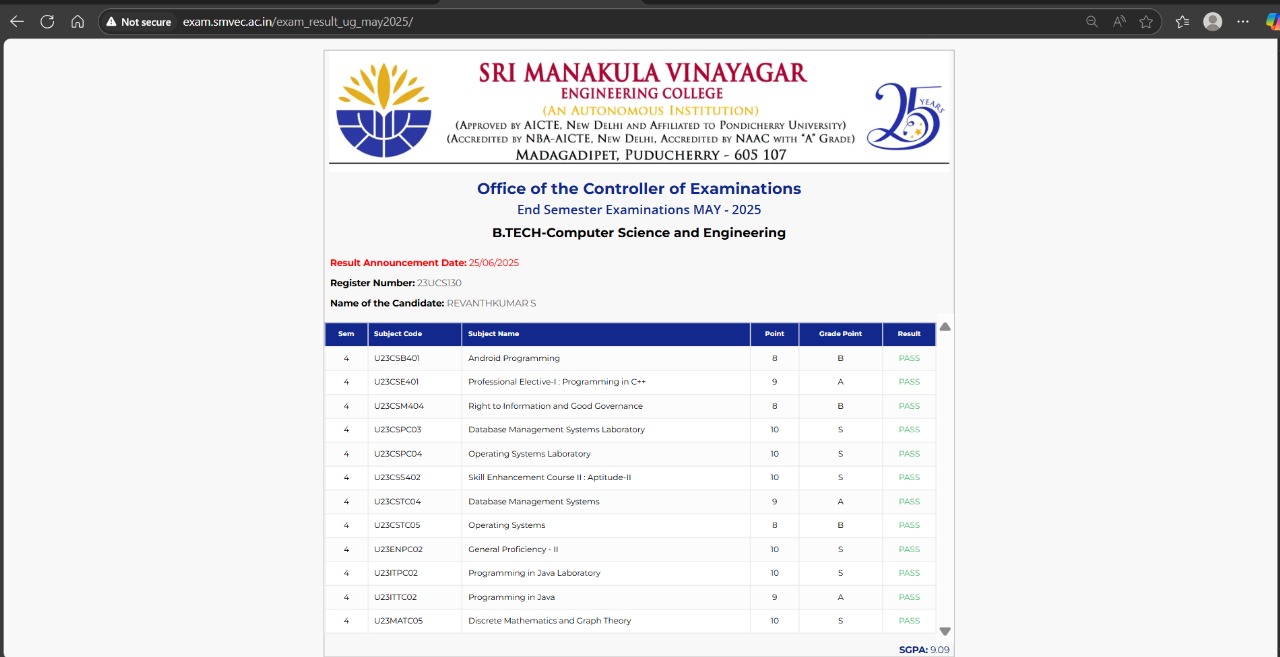 Not secure exam.smvec.ac.in/exam_result_ug_may2025/
SRI MANAKULA VINAYAGAR
ENGINEERING COLLEGE
(AN AUTONOMOUS INSTITUTION)
(APPROVED BY AICTE, NEW DELHI AND AFFILIATED TO PONDICHERRY UNIVERSITY)
(ACCREDITED BY NBA-AICTE, NEW DELHI, ACCREDITED BY NAAC WITH "A" GRADE)
MADAGADIPET, PUDUCHERRY - 605 107
25 YEARS
Office of the Controller of Examinations
End Semester Examinations MAY - 2025
B.TECH-Computer Science and Engineering
Result Announcement Date: 25/06/2025
Register Number: 23UCS130
Name of the Candidate: REVANTHKUMAR S
Sem Subject Code Subject Name Point Grade Point Result
4 U23CSB401 Android Programming 8 B PASS
4 U23CSE401 Professional Elective-I : Programming in C++ 9 A PASS
4 U23CSM404 Right to Information and Good Governance 8 B PASS
4 U23CSPC03 Database Management Systems Laboratory 10 S PASS
4 U23CSPC04 Operating Systems Laboratory 10 S PASS
4 U23CSS402 Skill Enhancement Course II : Aptitude-II 10 S PASS
4 U23CSTC04 Database Management Systems 9 A PASS
4 U23CSTC05 Operating Systems 8 B PASS
4 U23ENPC02 General Proficiency - II 10 S PASS
4 U23ITPC02 Programming in Java Laboratory 10 S PASS
4 U23ITTC02 Programming in Java 9 A PASS
4 U23MATC05 Discrete Mathematics and Graph Theory 10 S PASS
SGPA: 9.09